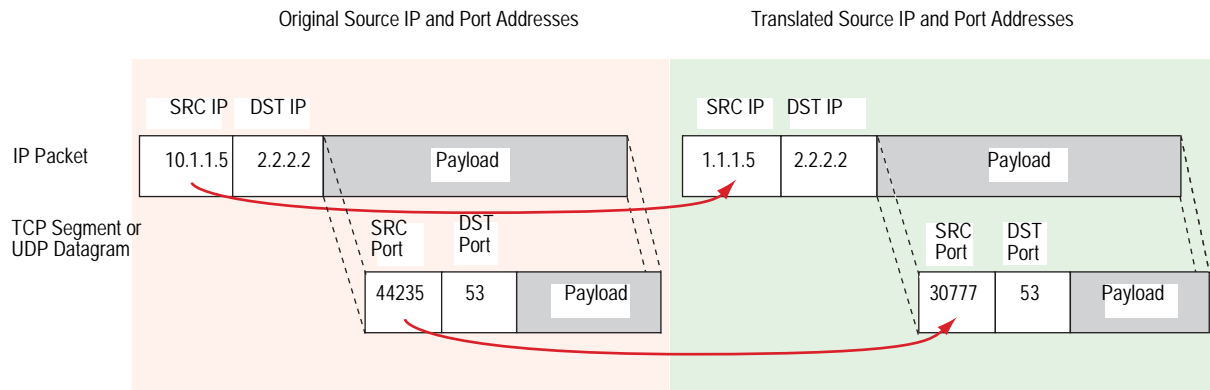 Original Source IP and Port Addresses
Translated Source IP and Port Addresses
SRC IP
DST IP
SRC IP
DST IP
IP Packet
10.1.1.5
2.2.2.2
Payload
1.1.1.5
2.2.2.2
Payload
TCP Segment or
UDP Datagram
SRC
Port
DST
Port
SRC
Port
DST
Port
44235
53
Payload
30777
53
Payload